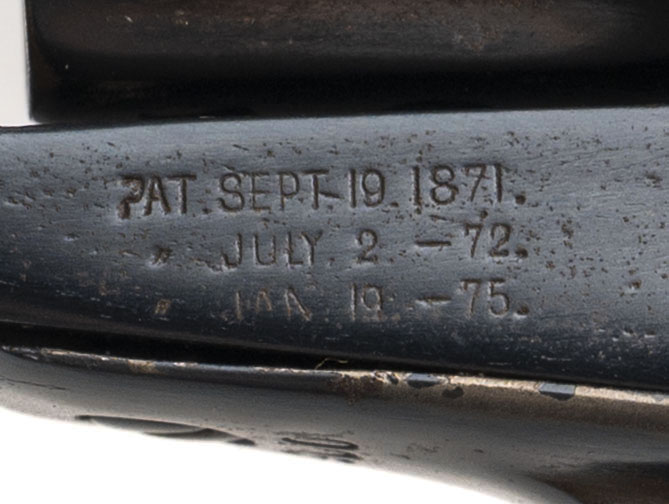 PAT. SEPT. 19. 1871.
" JULY. 2. – 72.
" JAN. 19. – 75.